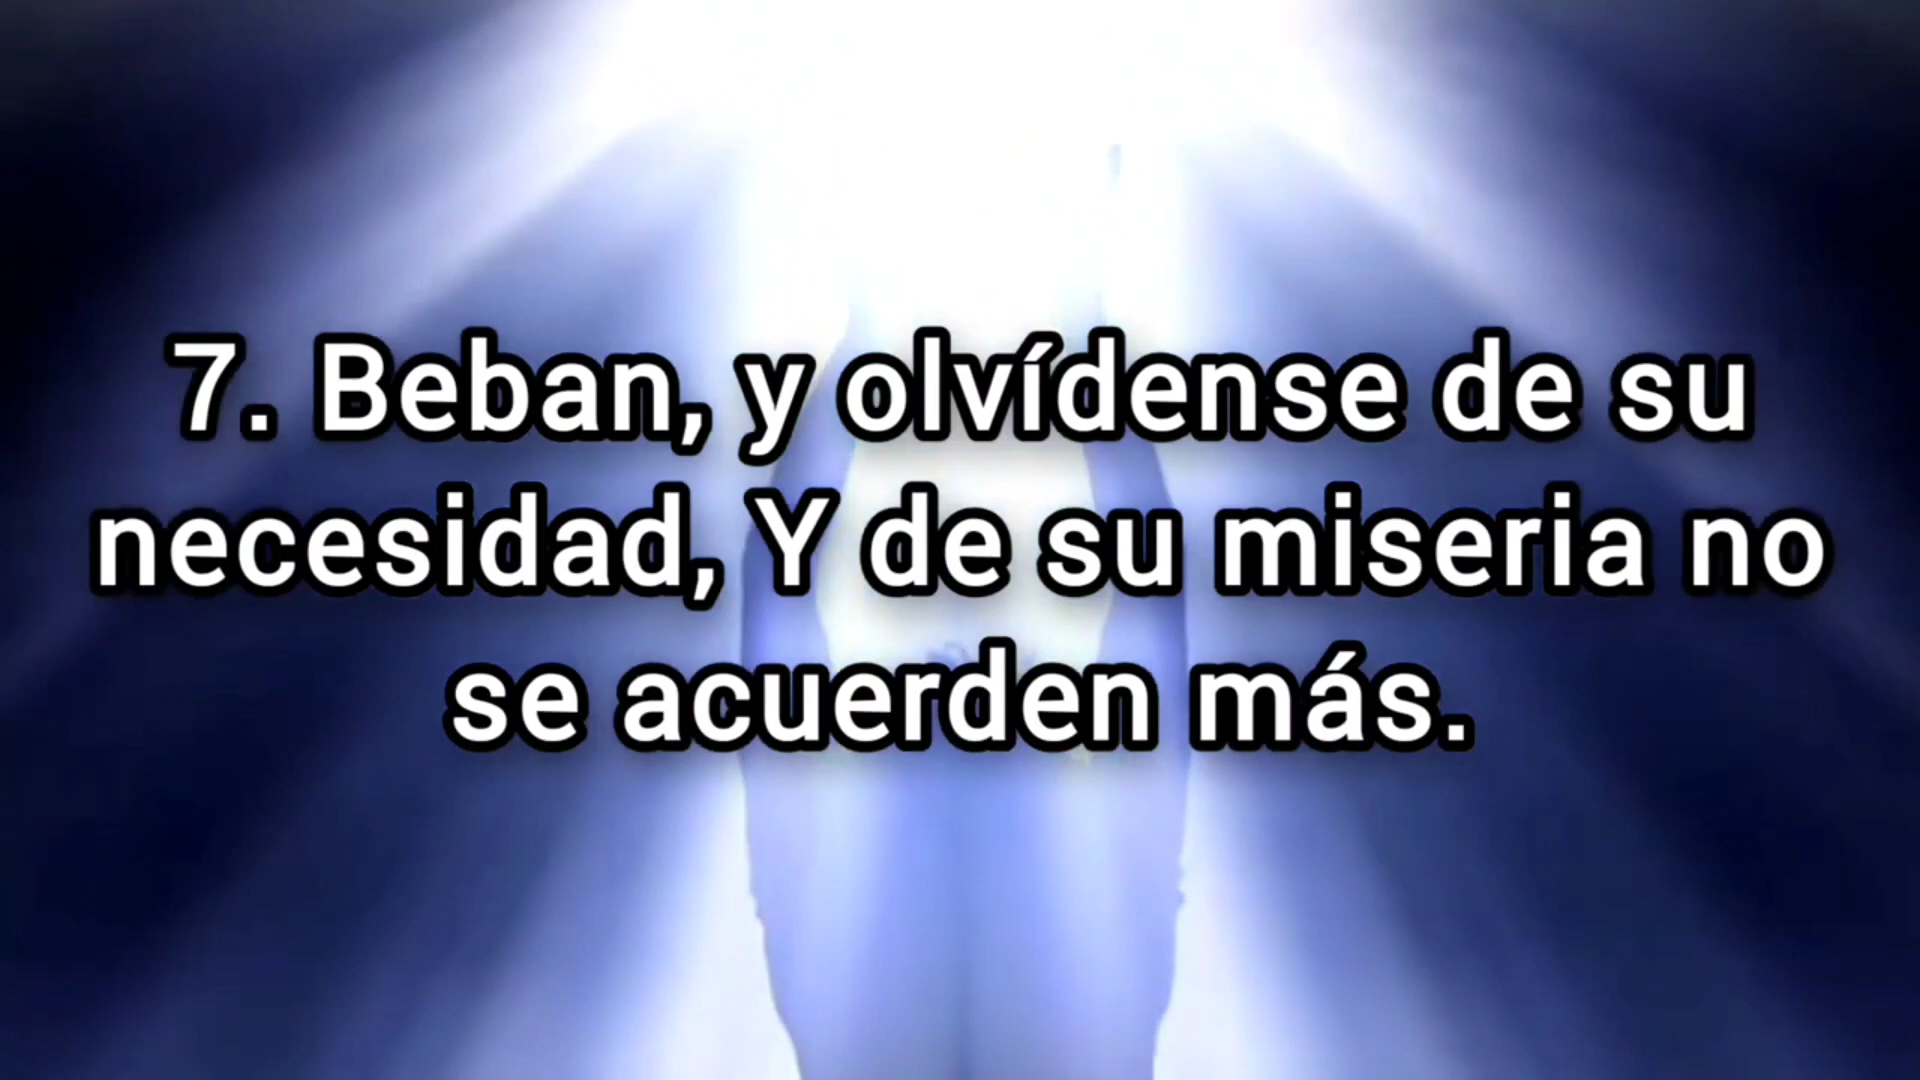 7. Beban, y olvídense de su
necesidad, Y de su miseria no
se acuerden más.